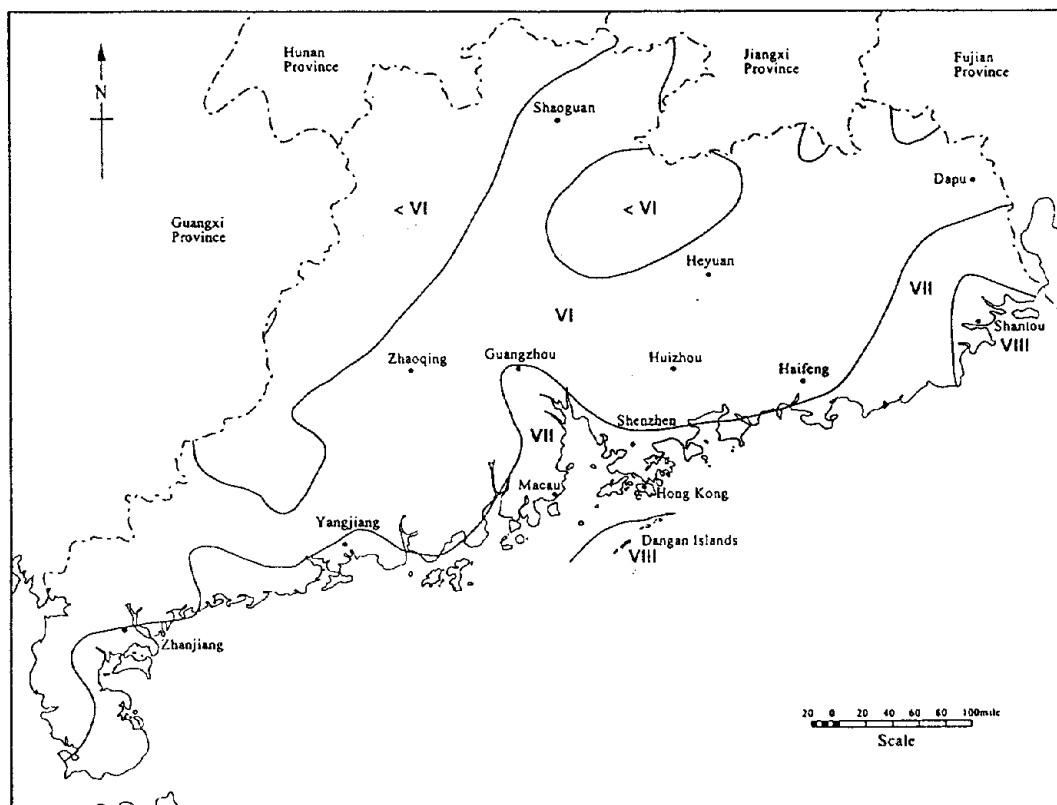 Hunan
Province
Jiangxi
Province
Fujian
Province
N
Shaoguan
Dapu
< VI
< VI
Guangxi
Province
Heyuan
VII
VI
Shantou
VIII
Zhaoqing
Guangzhou
Huizhou
Haifeng
Shenzhen
VII
Macau
Hong Kong
Yangjiang
Dangan Islands
VIII
Zhanjiang
20 0 20 40 60 80 100mile
Scale